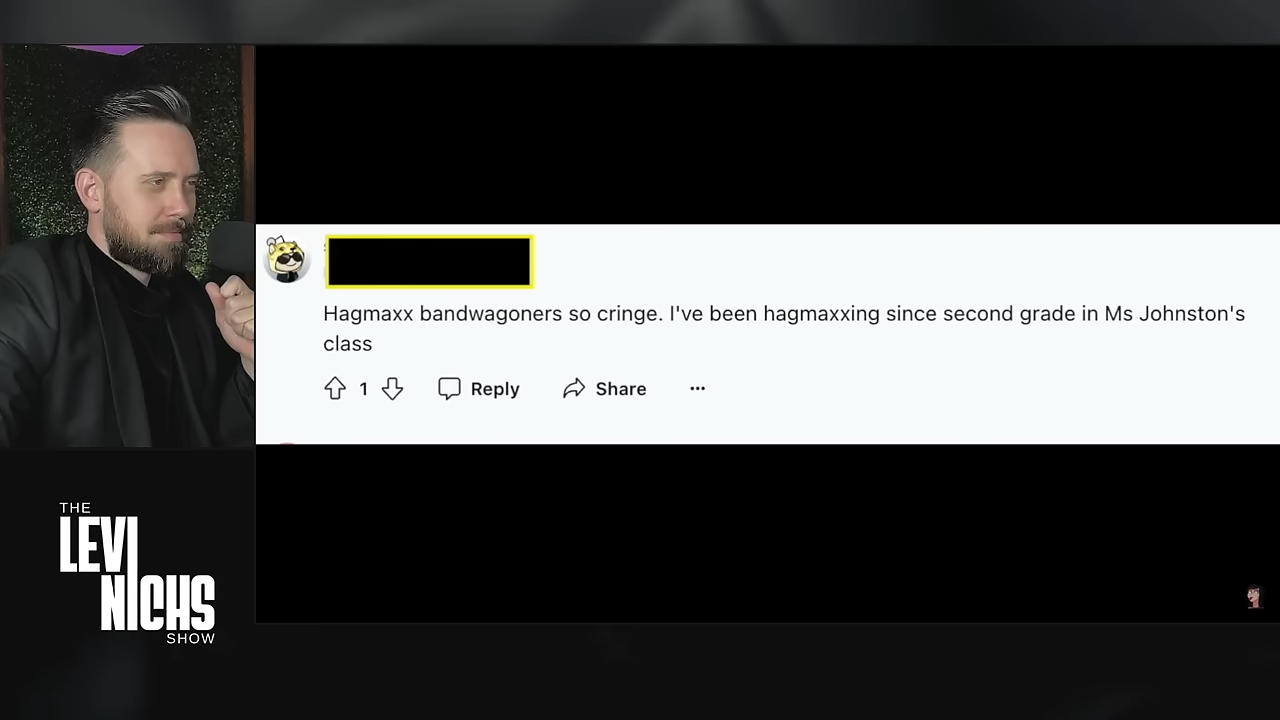 Hagmaxx bandwagoners so cringe. I've been hagmaxxing since second grade in Ms Johnston's
class
1 Reply Share ···
THE
LEVI
NICHS
SHOW